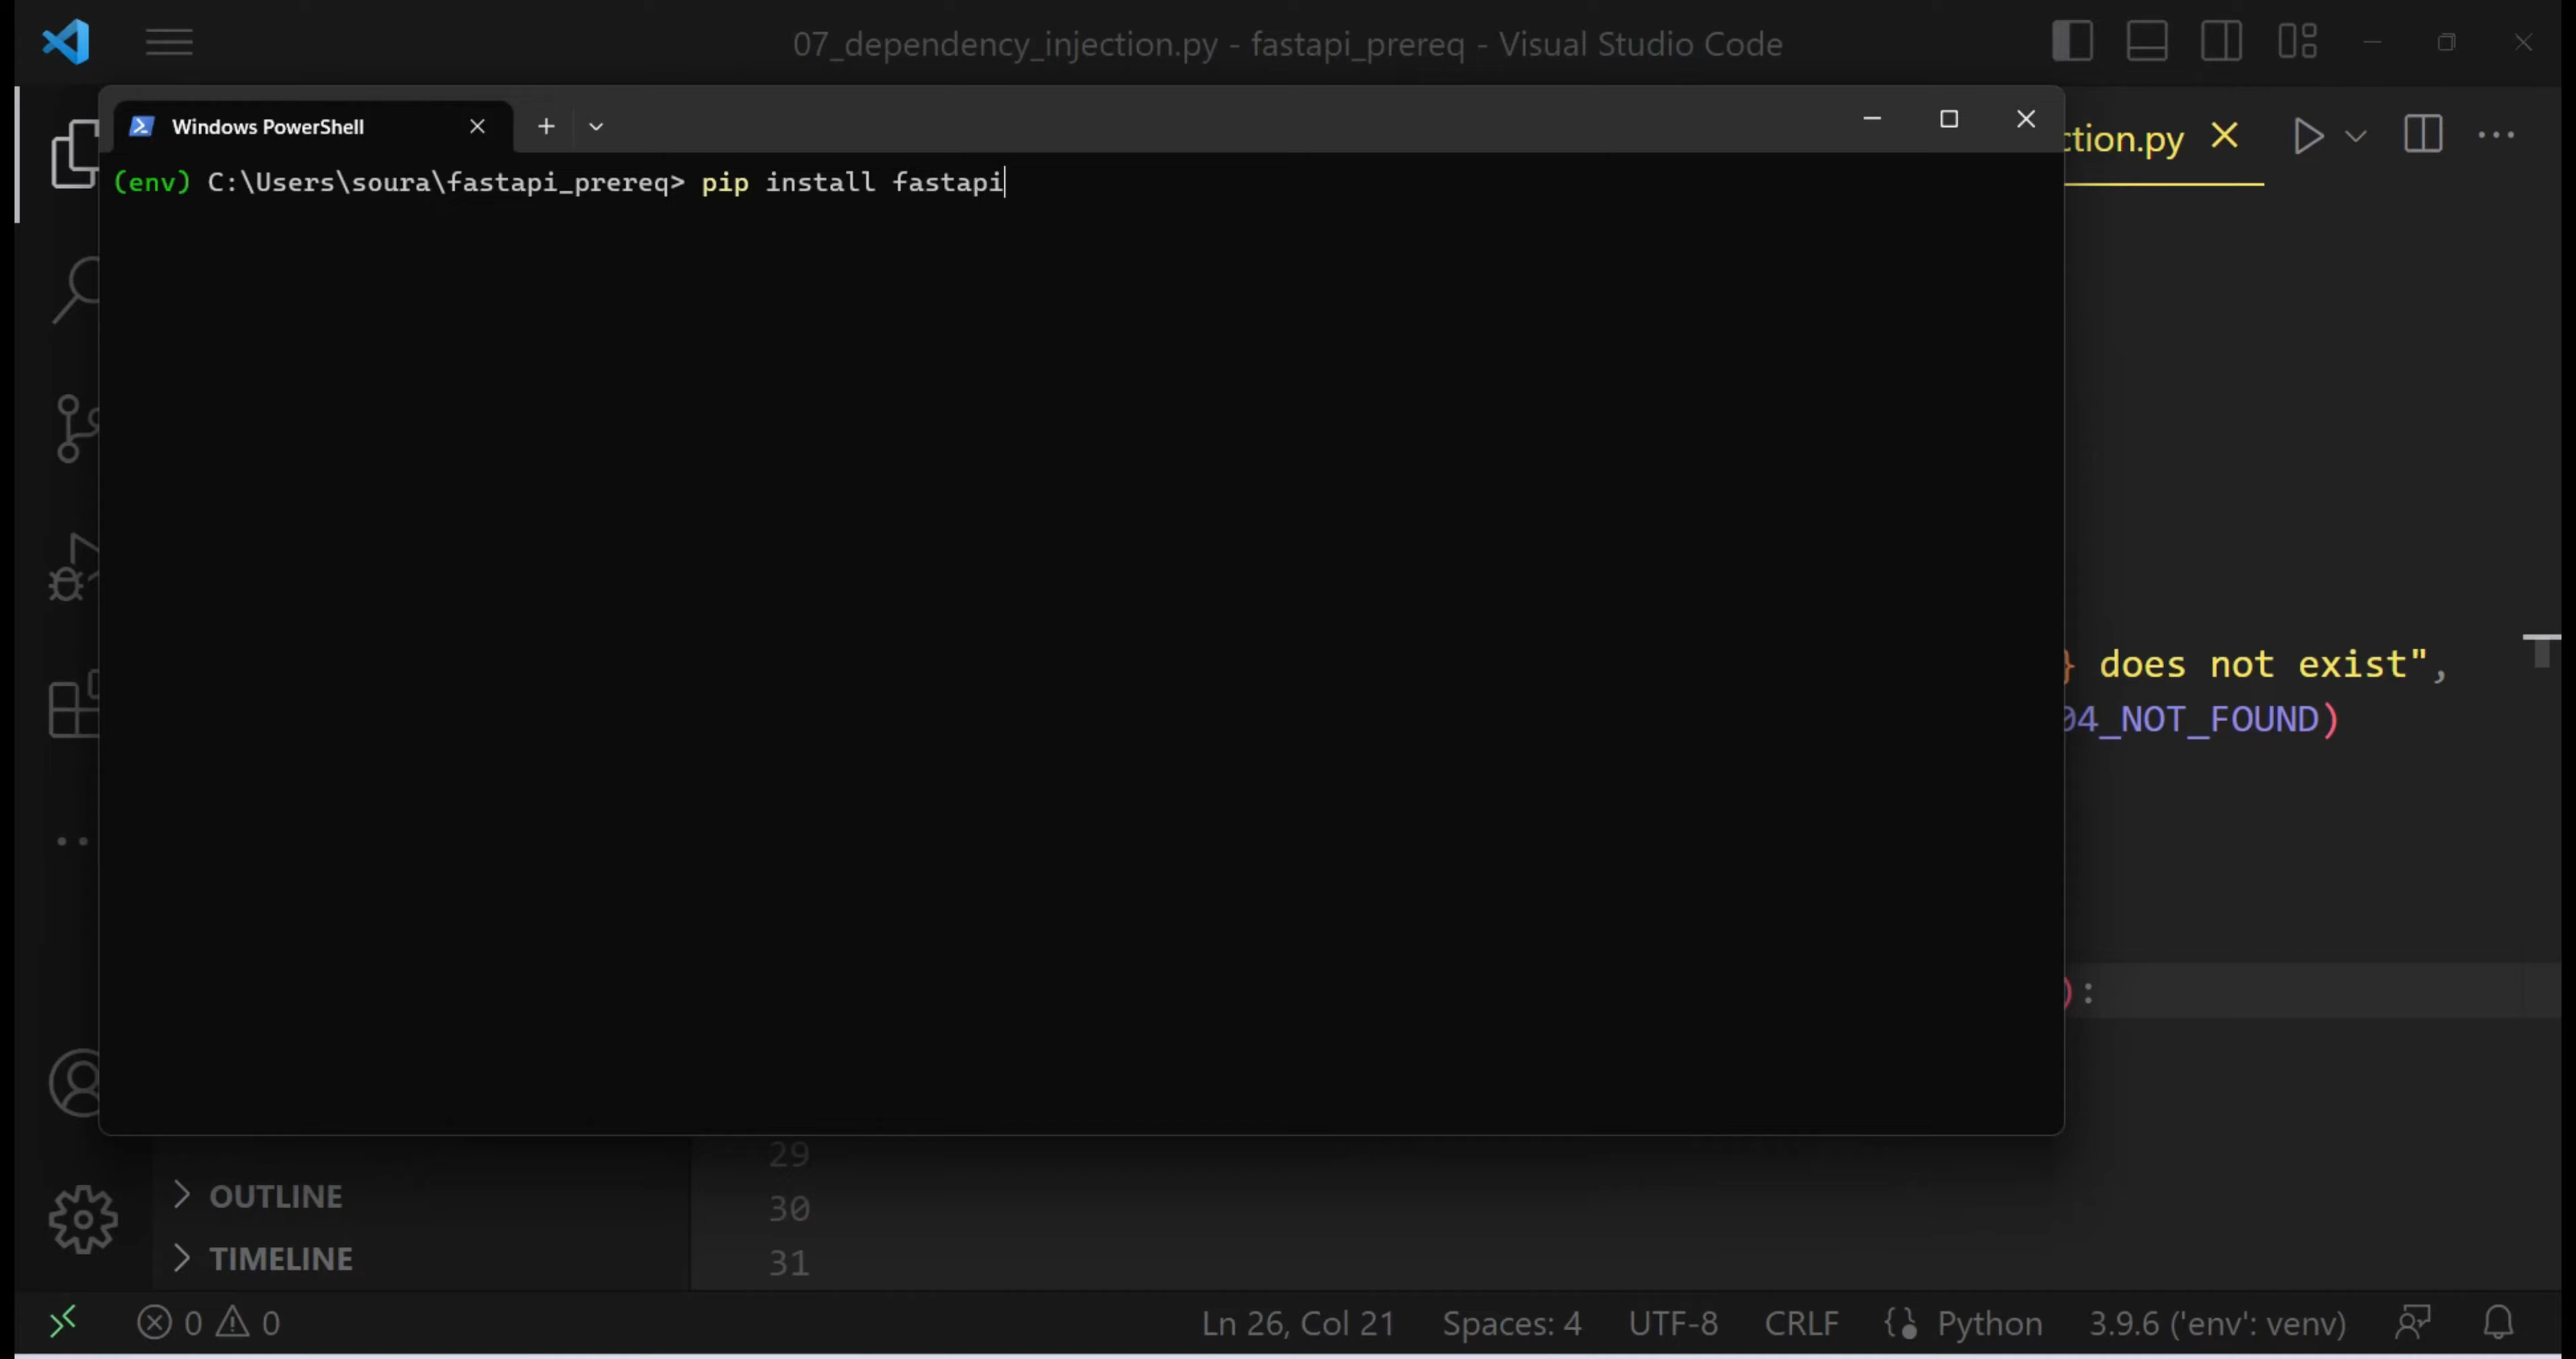 07_dependency_injection.py - fastapi_prereq - Visual Studio Code
Windows PowerShell
ction.py
(env) C:\Users\soura\fastapi_prereq> pip install fastapi
} does not exist",
04_NOT_FOUND)
):
29
OUTLINE
30
TIMELINE
31
0 0 Ln 26, Col 21 Spaces: 4 UTF-8 CRLF Python 3.9.6 ('env': venv)